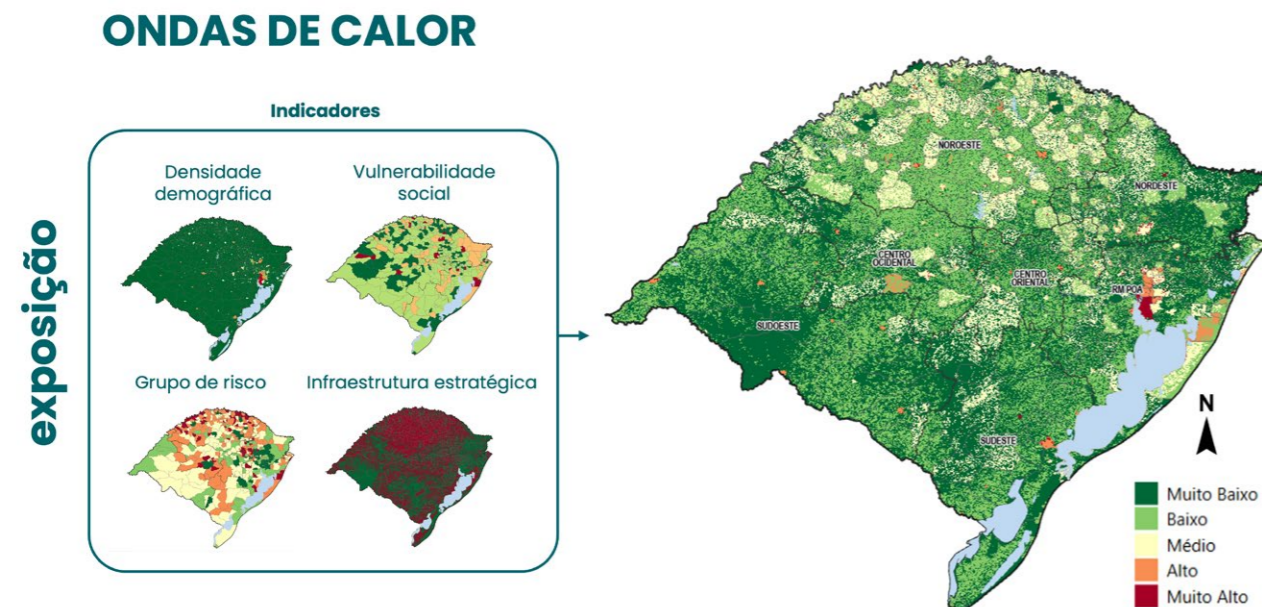 ONDAS DE CALOR
exposição
Indicadores
Densidade
demográfica
Vulnerabilidade
social
Grupo de risco
Infraestrutura estratégica
NOROESTE
NORDESTE
CENTRO
OCIDENTAL
CENTRO
ORIENTAL
RM POA
SUDOESTE
SUDESTE
N
Muito Baixo
Baixo
Médio
Alto
Muito Alto